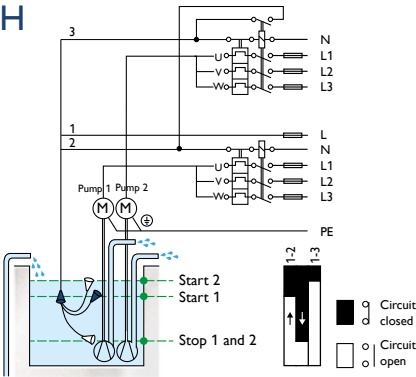 H
3
N
U L1
V L2
W L3
1 L
2 N
U L1
V L2
W L3
Pump 1 Pump 2
M M
PE
1-2 1-3
Start 2
Start 1
Stop 1 and 2
Circuit
closed
Circuit
open